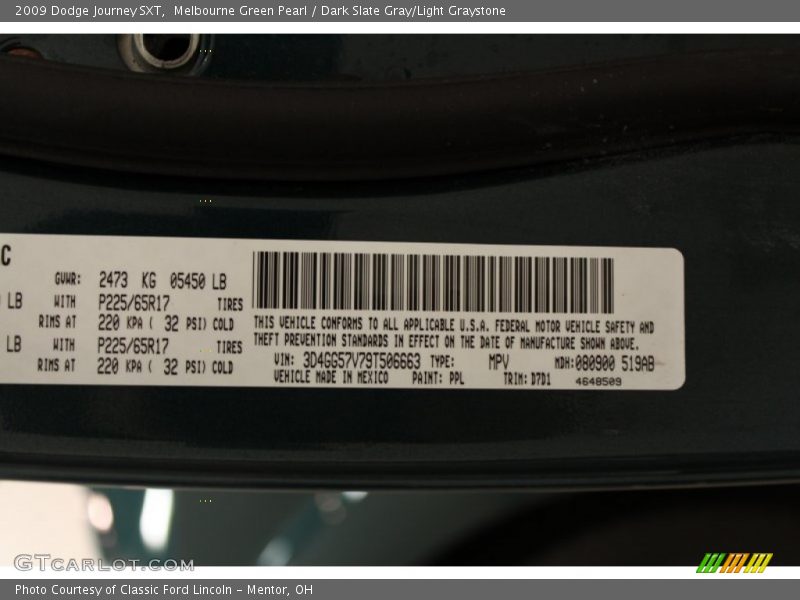 2009 Dodge Journey SXT, Melbourne Green Pearl / Dark Slate Gray/Light Graystone
C
GVWR: 2473 KG 05450 LB
LB WITH P225/65R17 TIRES
RIMS AT 220 KPA ( 32 PSI) COLD
LB WITH P225/65R17 TIRES
RIMS AT 220 KPA ( 32 PSI) COLD
THIS VEHICLE CONFORMS TO ALL APPLICABLE U.S.A. FEDERAL MOTOR VEHICLE SAFETY AND
THEFT PREVENTION STANDARDS IN EFFECT ON THE DATE OF MANUFACTURE SHOWN ABOVE.
VIN: 3D4GG57V79T506663 TYPE: MPV MDH:080900 519AB
VEHICLE MADE IN MEXICO PAINT: PPL TRIM: D7D1 4648509
GTCARLOT.COM
Photo Courtesy of Classic Ford Lincoln - Mentor, OH